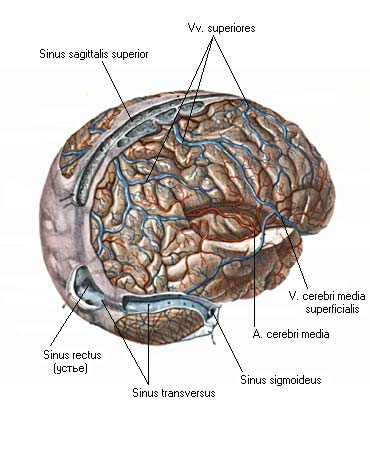 Vv. superiores
Sinus sagittalis superior
V. cerebri media
superficialis
A. cerebri media
Sinus rectus
(устье)
Sinus sigmoideus
Sinus transversus